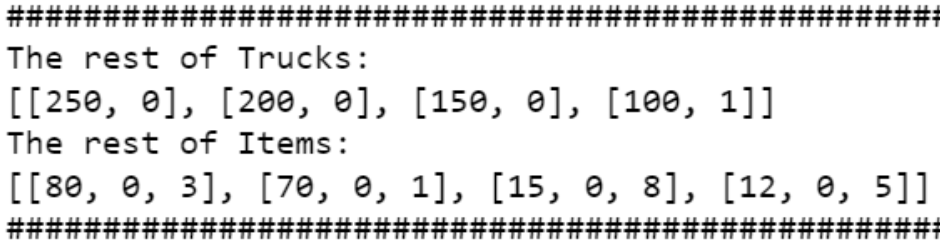 #################################################
The rest of Trucks:
[[250, 0], [200, 0], [150, 0], [100, 1]]
The rest of Items:
[[80, 0, 3], [70, 0, 1], [15, 0, 8], [12, 0, 5]]
#################################################